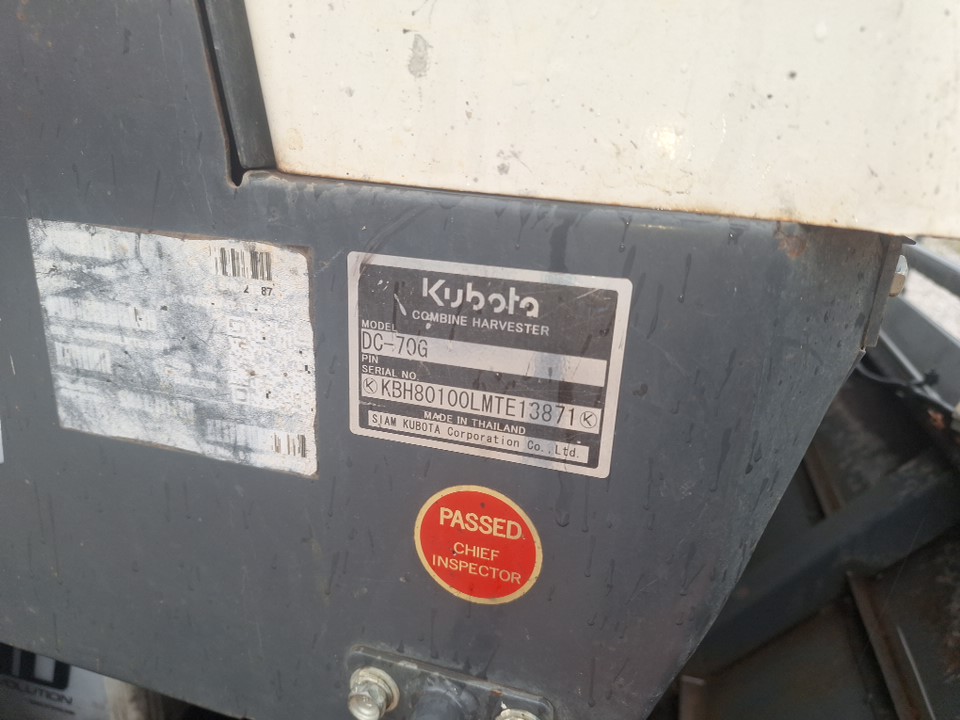 Kubota
COMBINE HARVESTER
MODEL
DC-70G
PIN
SERIAL NO
KBH80100LMTE13871
MADE IN THAILAND
SIAM KUBOTA Corporation Co.,Ltd.
87
PASSED
CHIEF
INSPECTOR